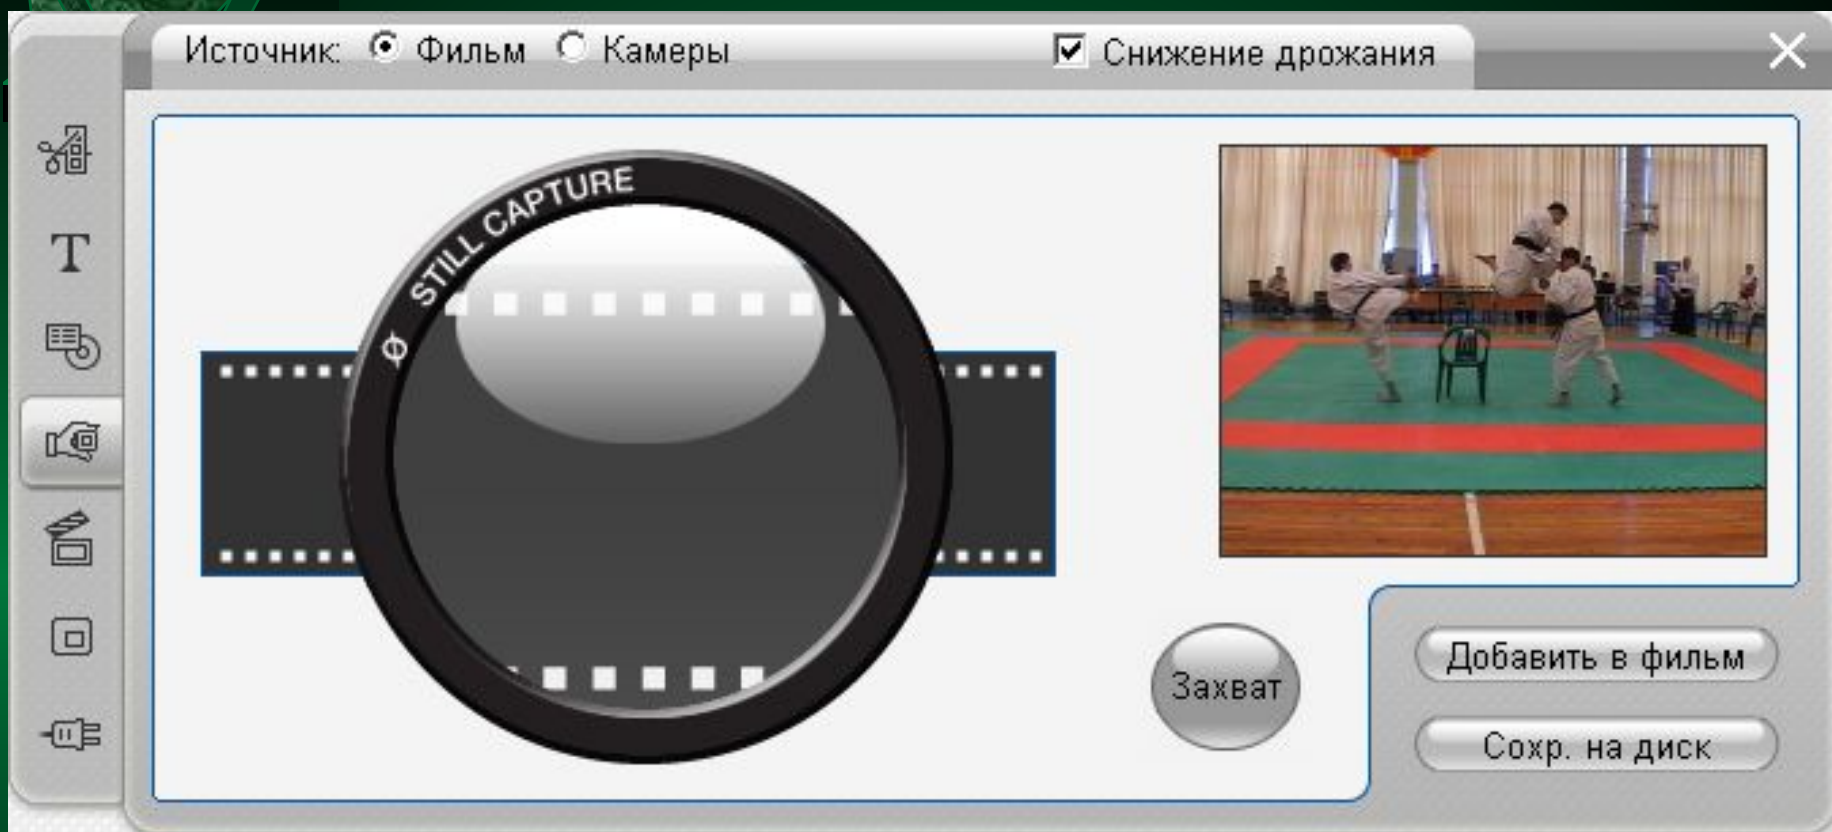 Источник: Фильм Камеры Снижение дрожания
Ø STILL CAPTURE
T
Захват
Добавить в фильм
Сохр. на диск